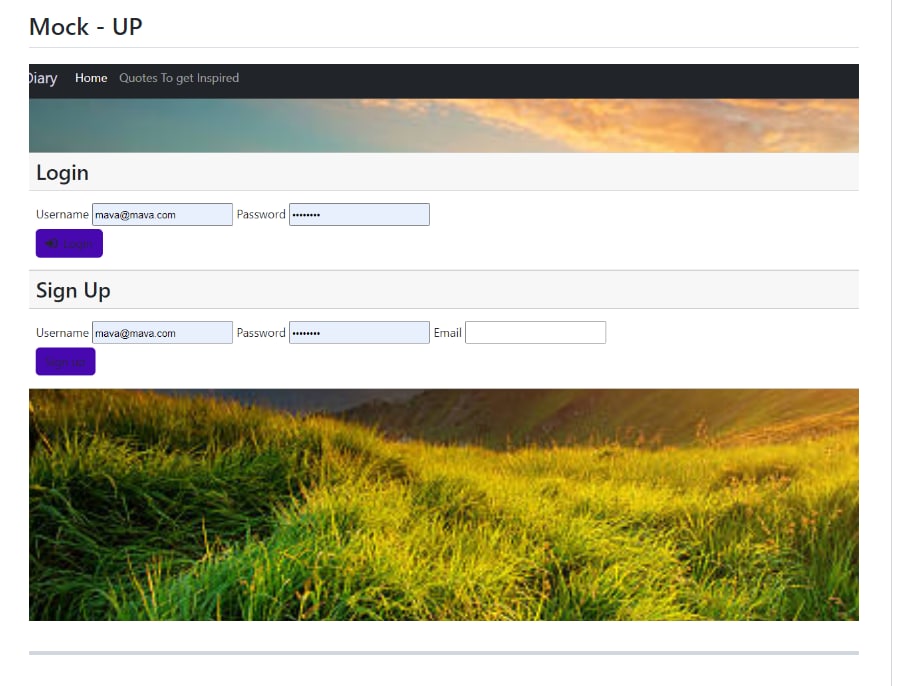 Mock - UP
Diary Home Quotes To get Inspired
Login
Username mava@mava.com Password ••••••••
Login
Sign Up
Username mava@mava.com Password •••••••• Email
Sign up